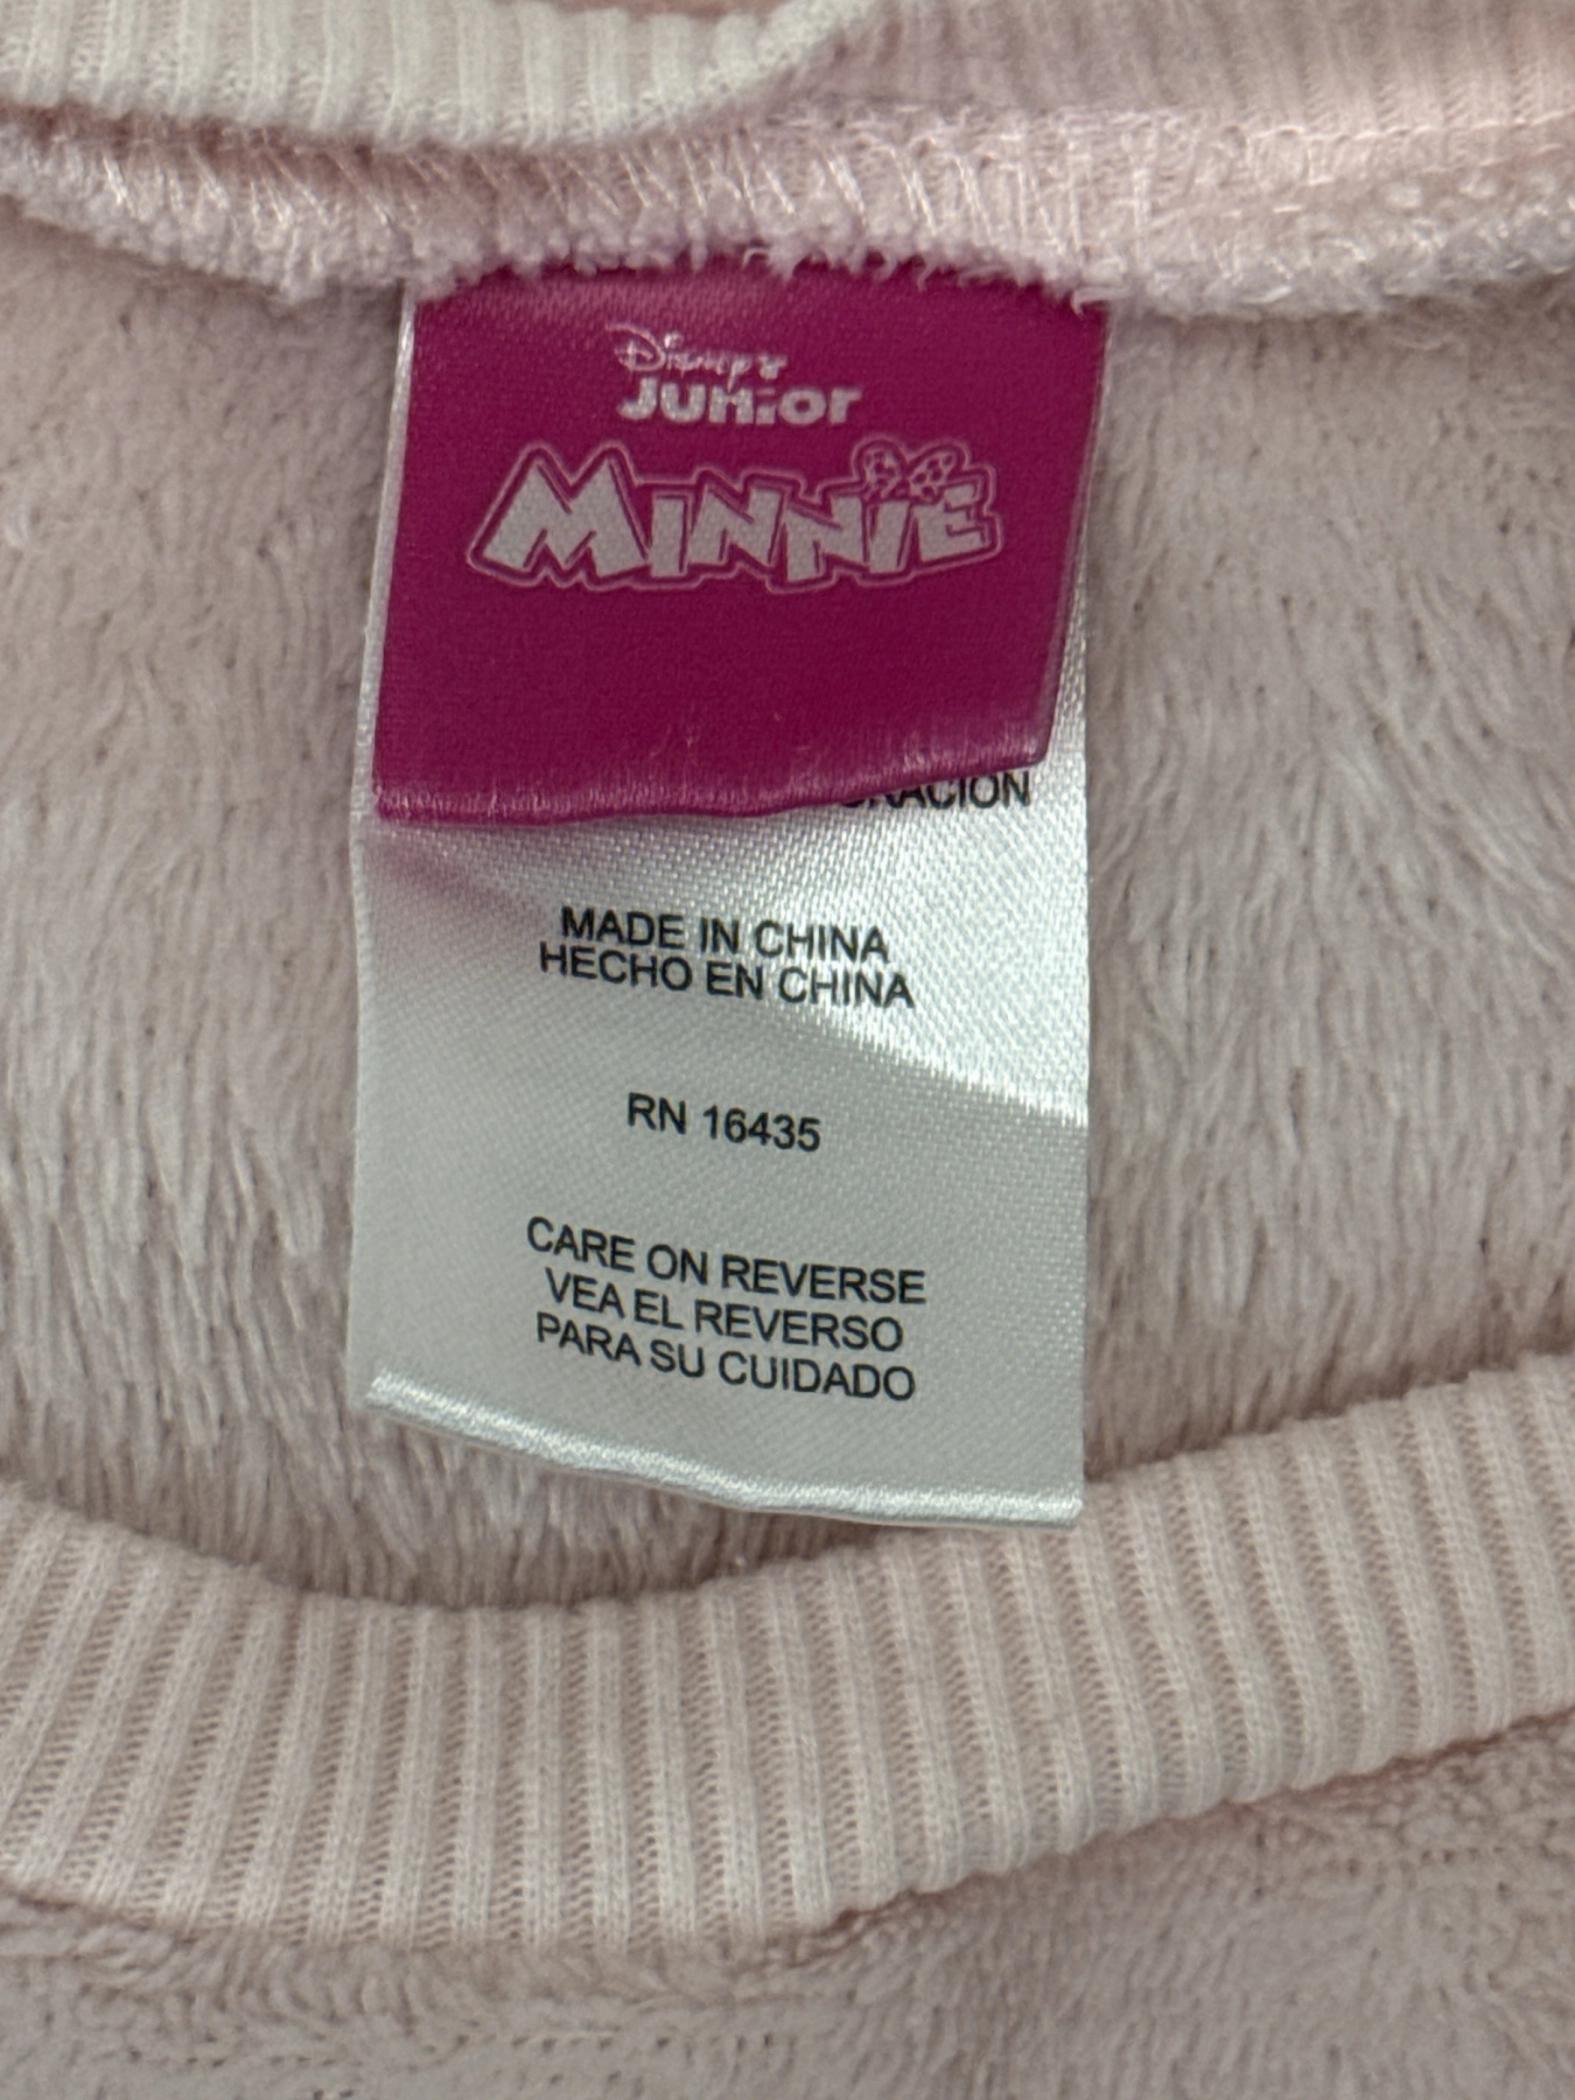 Disney
Junior
MINNIE
MADE IN CHINA
HECHO EN CHINA
RN 16435
CARE ON REVERSE
VEA EL REVERSO
PARA SU CUIDADO